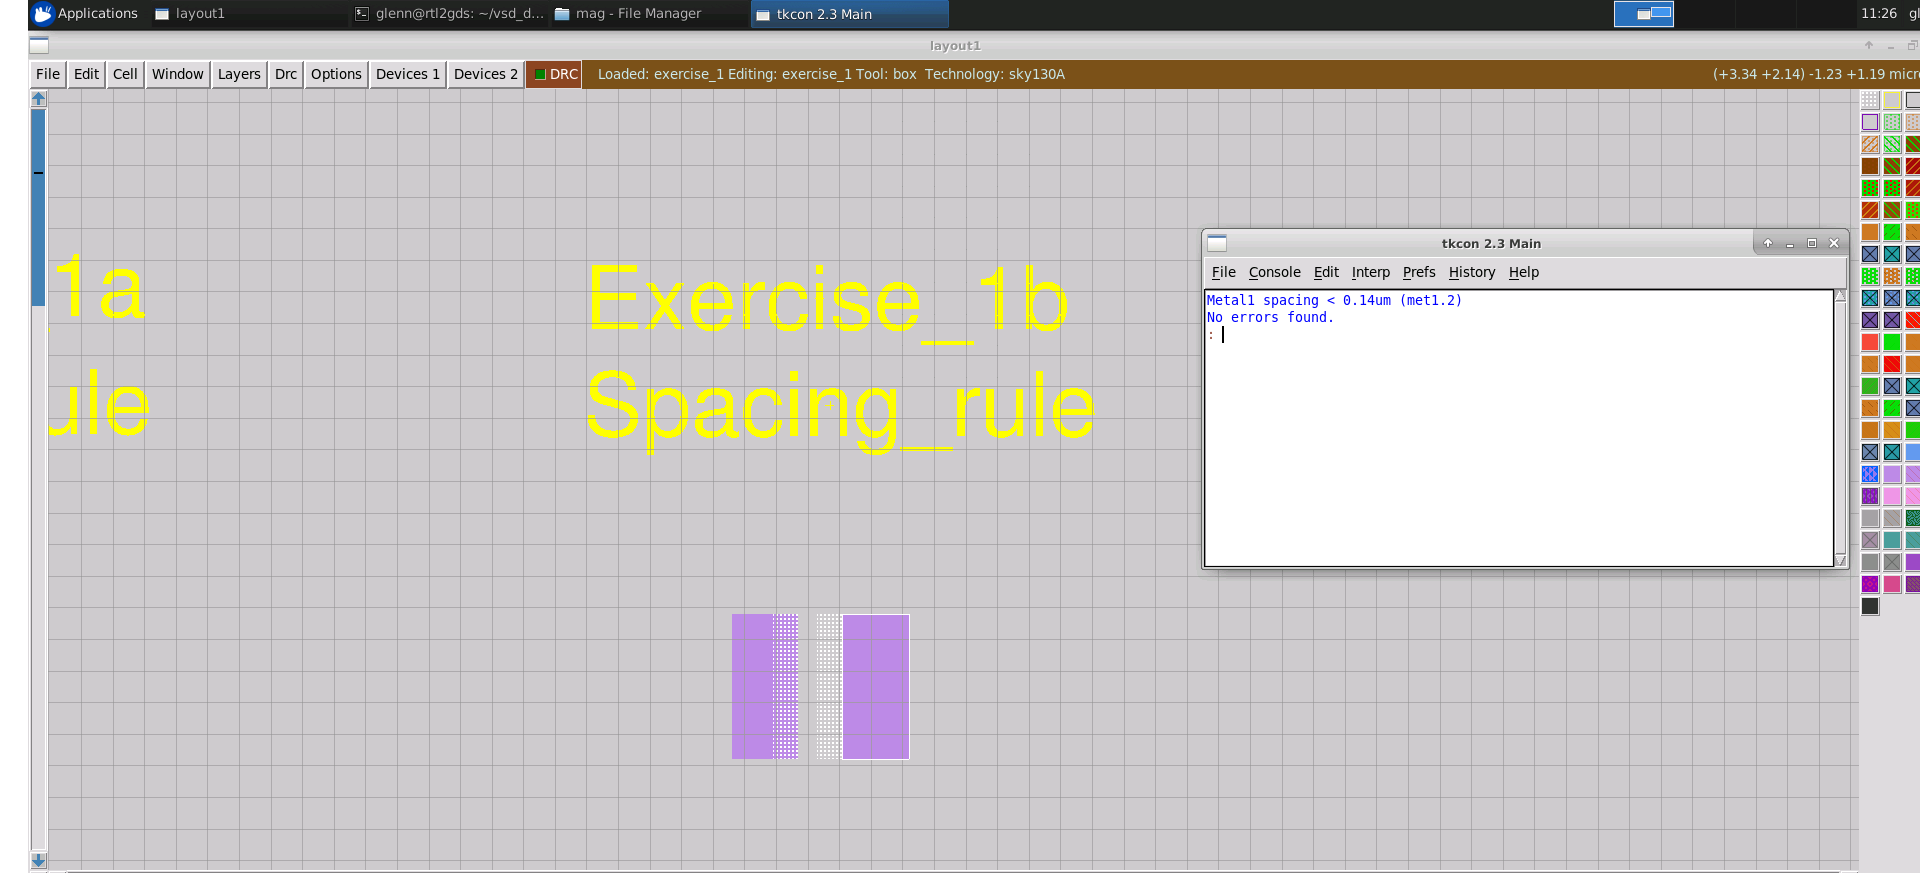 Applications layout1 glenn@rtl2gds: ~/vsd_d... mag - File Manager tkcon 2.3 Main 11:26 gl
layout1
File Edit Cell Window Layers Drc Options Devices 1 Devices 2 DRC Loaded: exercise_1 Editing: exercise_1 Tool: box Technology: sky130A (+3.34 +2.14) -1.23 +1.19 micr
1a
ule
Exercise_1b
Spacing_rule
tkcon 2.3 Main
File Console Edit Interp Prefs History Help
Metal1 spacing < 0.14um (met1.2)
No errors found.
: